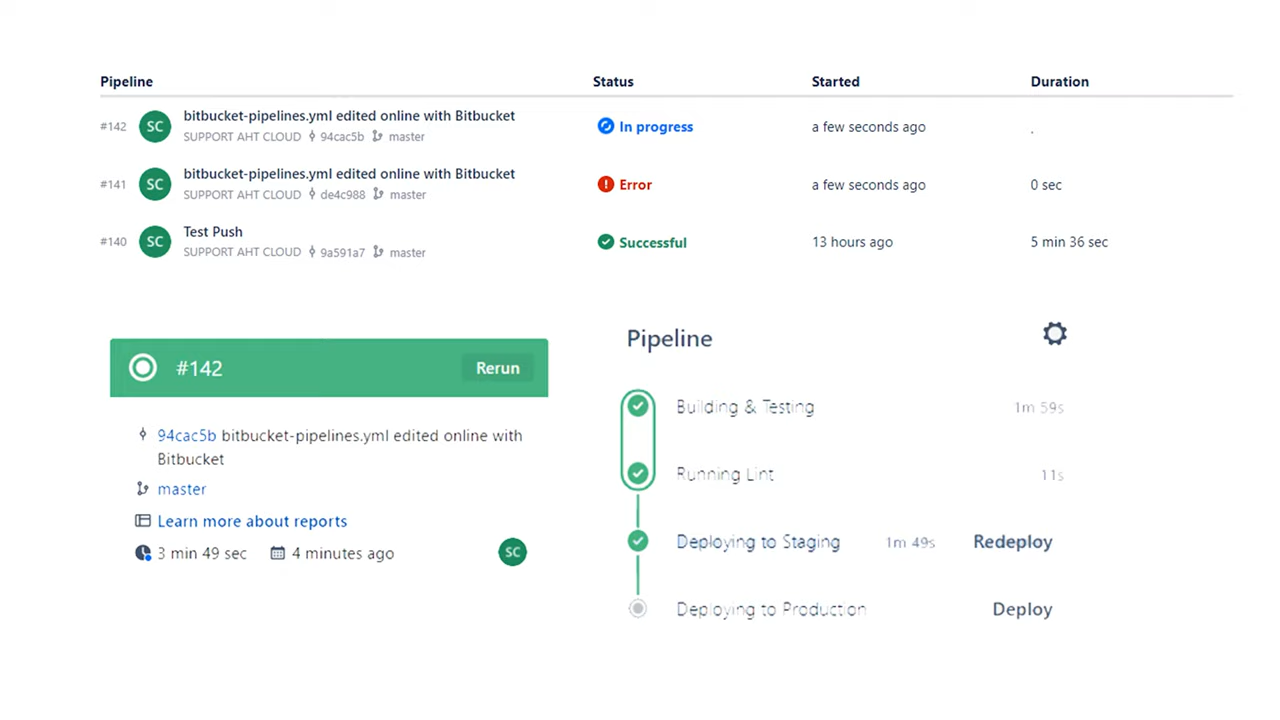 Pipeline Status Started Duration
#142 SC bitbucket-pipelines.yml edited online with Bitbucket In progress a few seconds ago .
SUPPORT AHT CLOUD 94cac5b master
#141 SC bitbucket-pipelines.yml edited online with Bitbucket Error a few seconds ago 0 sec
SUPPORT AHT CLOUD de4c988 master
#140 SC Test Push Successful 13 hours ago 5 min 36 sec
SUPPORT AHT CLOUD 9a591a7 master
#142 Rerun
94cac5b bitbucket-pipelines.yml edited online with
Bitbucket
master
Learn more about reports
3 min 49 sec 4 minutes ago SC
Pipeline
Building & Testing 1m 59s
Running Lint 11s
Deploying to Staging 1m 49s Redeploy
Deploying to Production Deploy